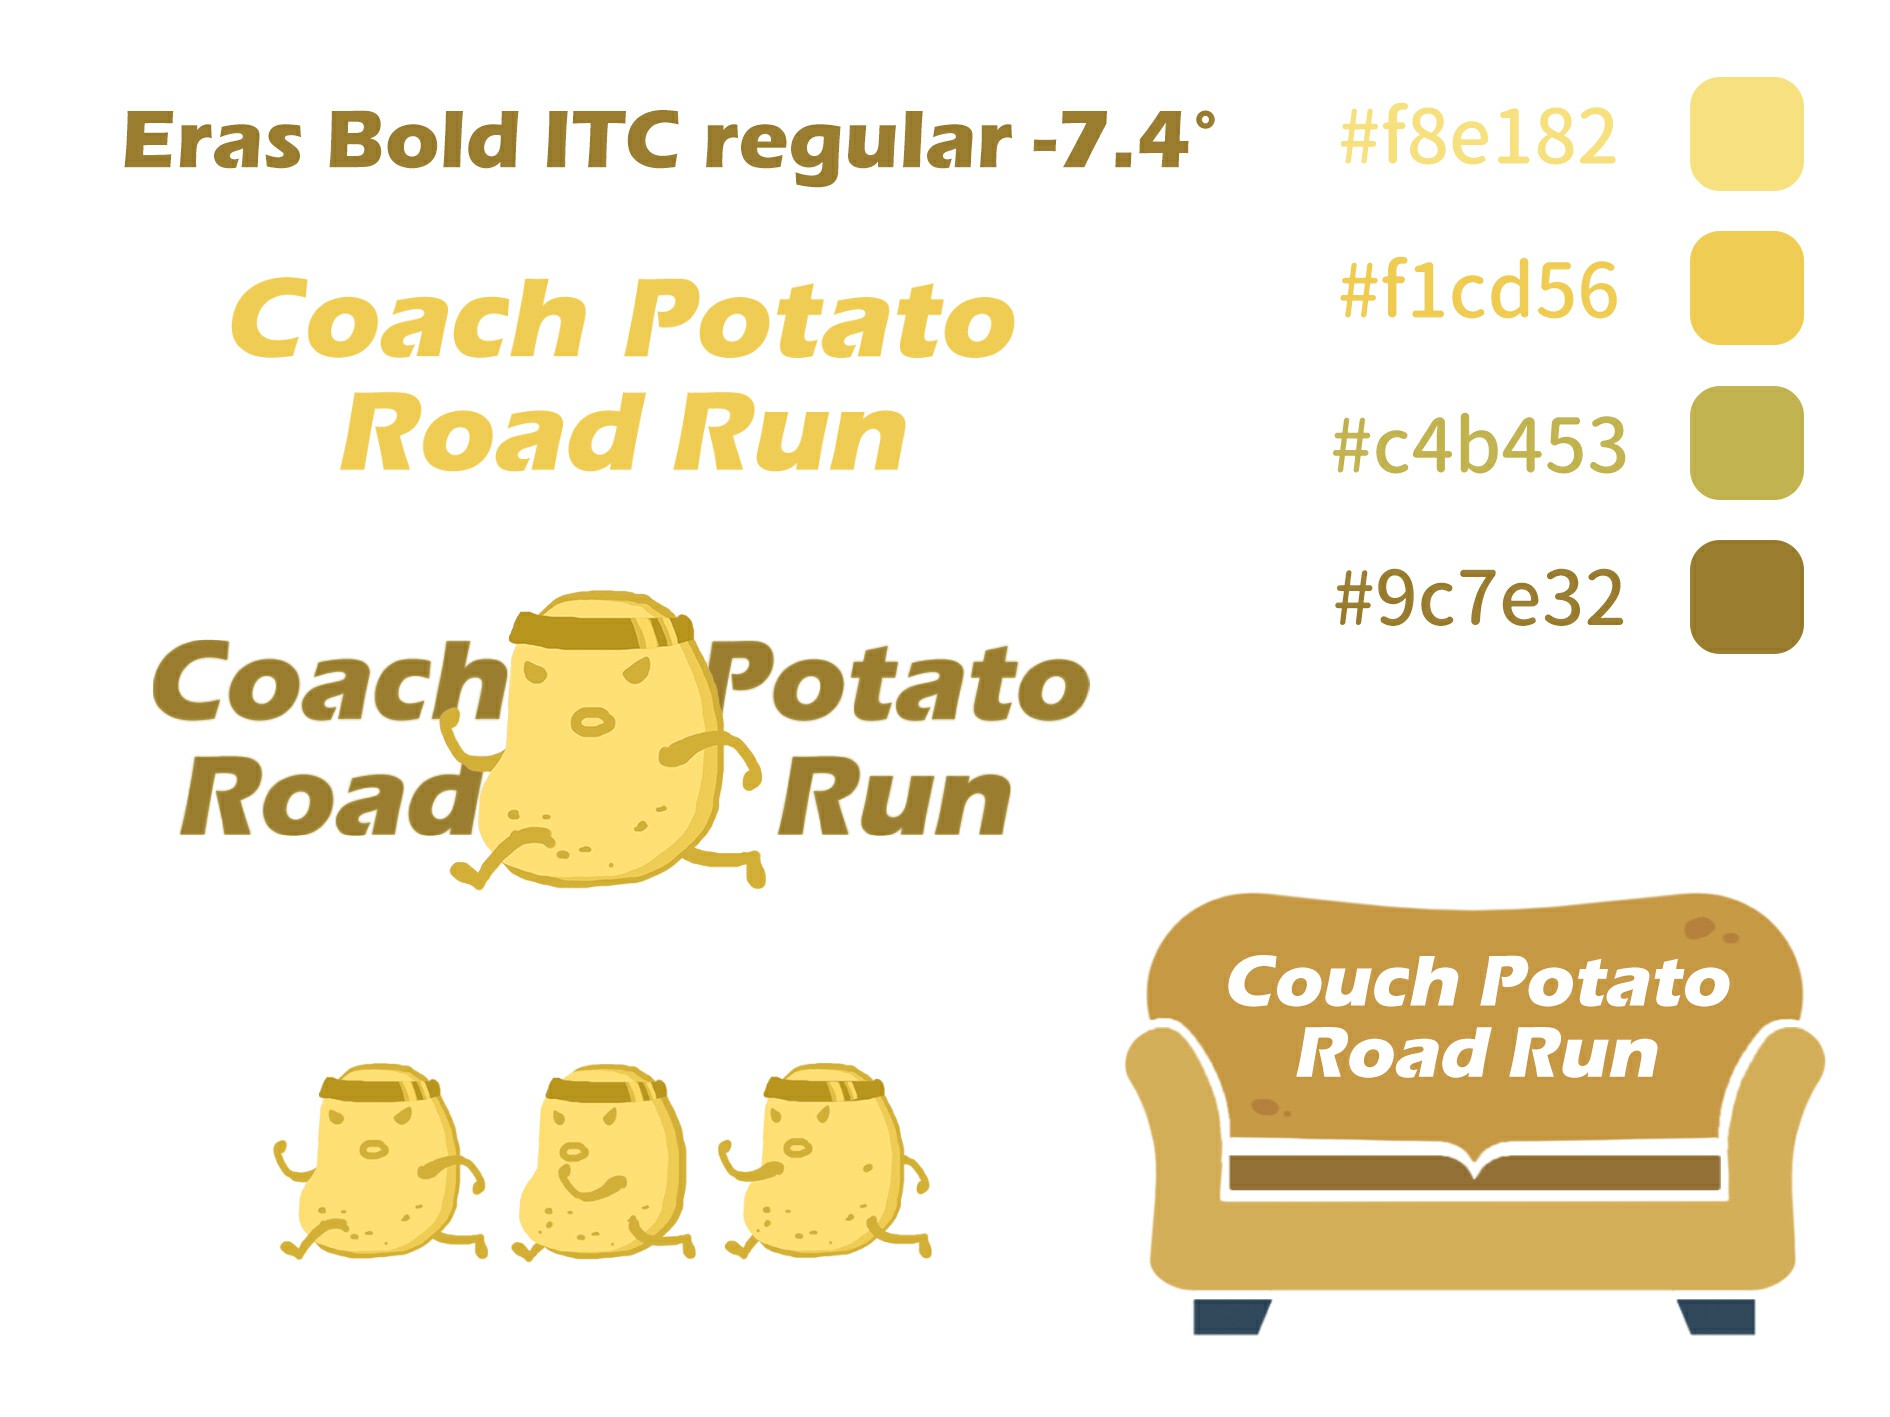 Eras Bold ITC regular -7.4°
#f8e182
#f1cd56
#c4b453
#9c7e32
Coach Potato
Road Run
Coach Potato
Road Run
Couch Potato
Road Run